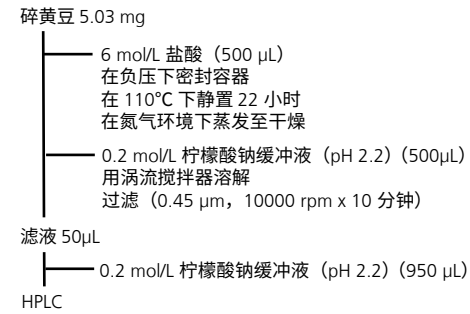 碎黄豆 5.03 mg
6 mol/L 盐酸（500 µL）
在负压下密封容器
在 110℃ 下静置 22 小时
在氮气环境下蒸发至干燥
0.2 mol/L 柠檬酸钠缓冲液（pH 2.2）（500µL）
用涡流搅拌器溶解
过滤（0.45 µm，10000 rpm x 10 分钟）
滤液 50µL
0.2 mol/L 柠檬酸钠缓冲液（pH 2.2）（950 µL）
HPLC